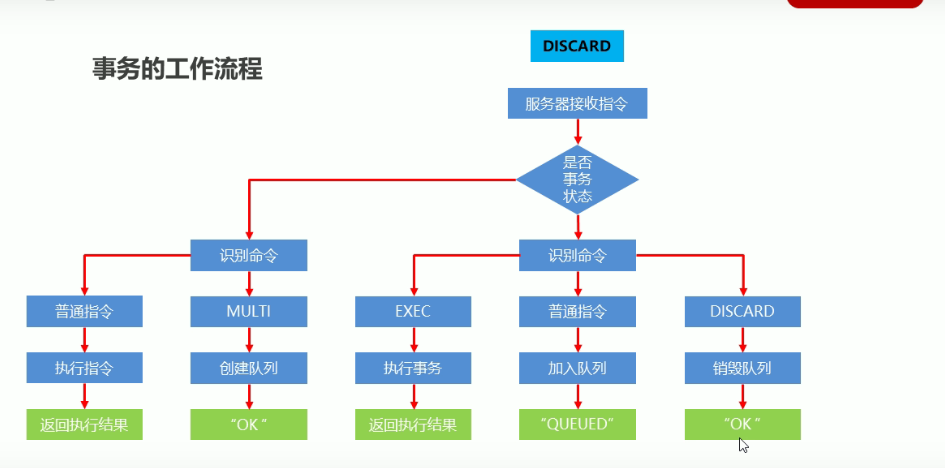 DISCARD
事务的工作流程
服务器接收指令
是否
事务
状态
识别命令
识别命令
普通指令
MULTI
EXEC
普通指令
DISCARD
执行指令
创建队列
执行事务
加入队列
销毁队列
返回执行结果
“OK”
返回执行结果
“QUEUED”
“OK”